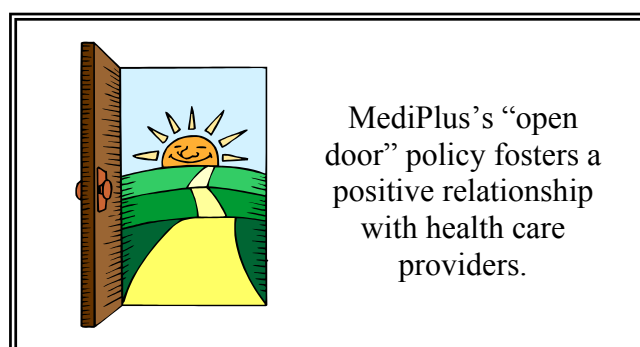 MediPlus’s “open
door” policy fosters a
positive relationship
with health care
providers.